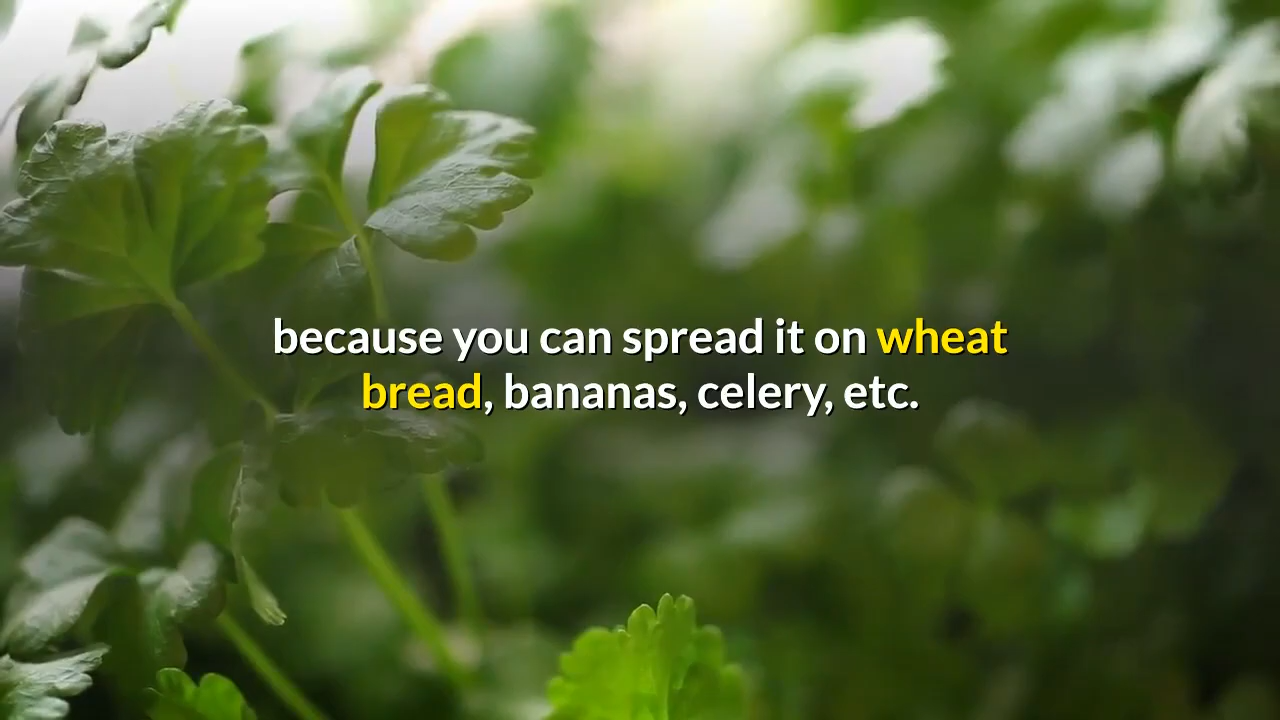 because you can spread it on wheat
bread, bananas, celery, etc.